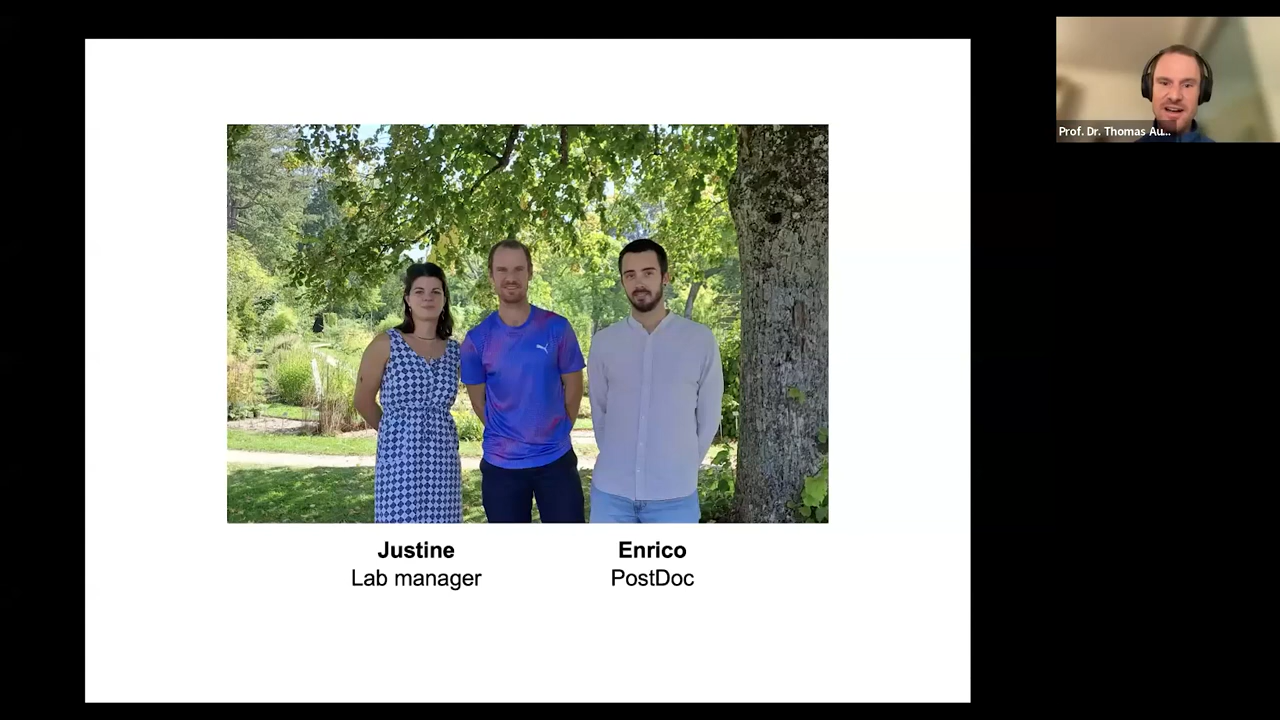 Prof. Dr. Thomas Au...
Justine
Lab manager
Enrico
PostDoc